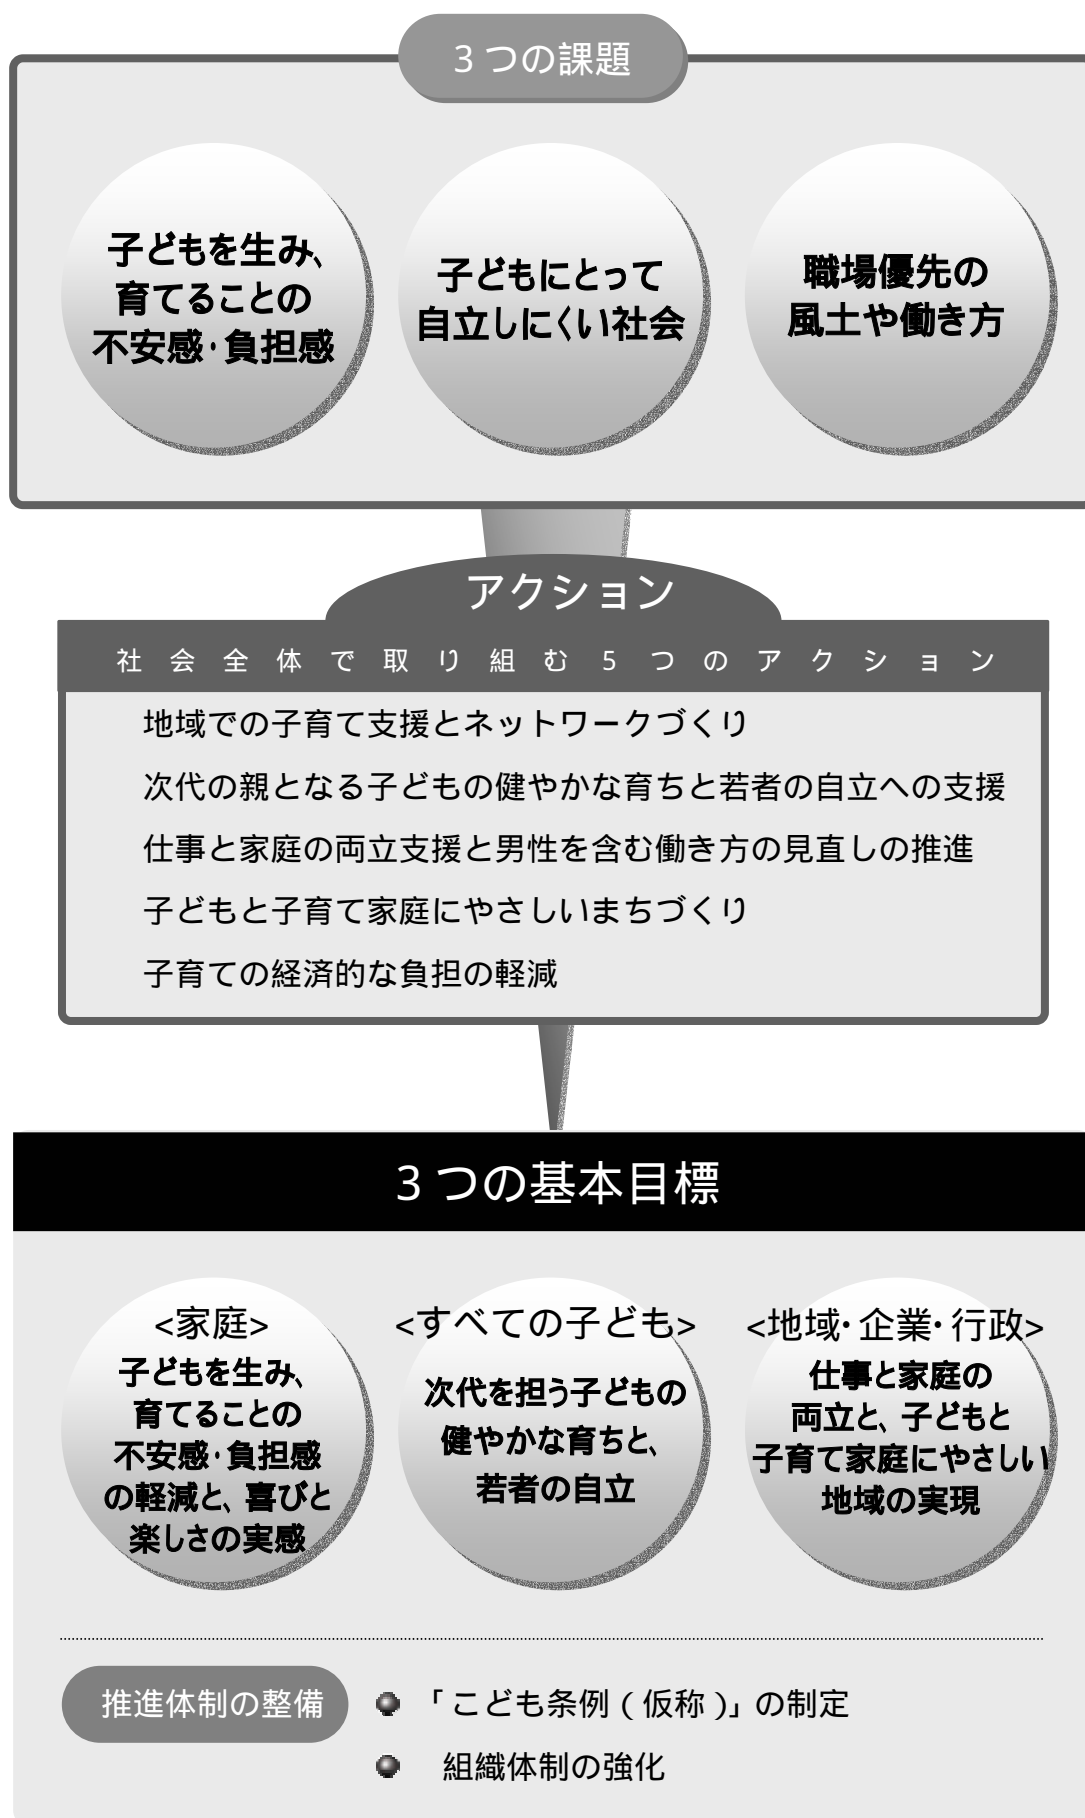 3つの課題
子どもを生み、
育てることの
不安感・負担感
子どもにとって
自立しにくい社会
職場優先の
風土や働き方
アクション
社会全体で取り組む5つのアクション
地域での子育て支援とネットワークづくり
次代の親となる子どもの健やかな育ちと若者の自立への支援
仕事と家庭の両立支援と男性を含む働き方の見直しの推進
子どもと子育て家庭にやさしいまちづくり
子育ての経済的な負担の軽減
3つの基本目標
<家庭>
子どもを生み、
育てることの
不安感・負担感
の軽減と、喜びと
楽しさの実感
<すべての子ども>
次代を担う子どもの
健やかな育ちと、
若者の自立
<地域・企業・行政>
仕事と家庭の
両立と、子どもと
子育て家庭にやさしい
地域の実現
推進体制の整備
「こども条例(仮称)」の制定
組織体制の強化